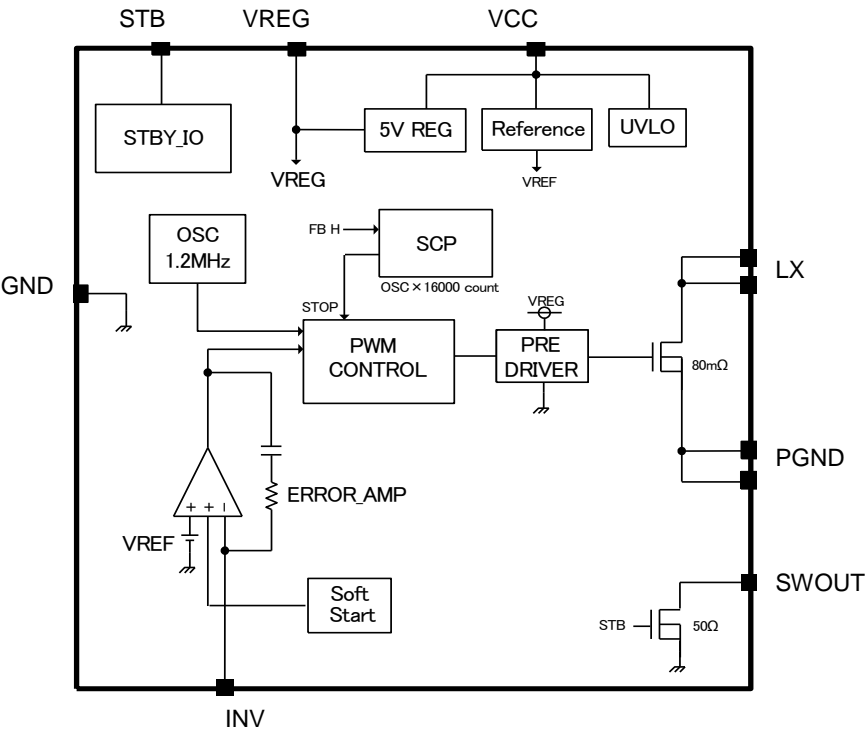 STB
VREG
VCC
STBY_IO
5V REG
Reference
UVLO
VREG
VREF
OSC
1.2MHz
FB H
SCP
OSC×16000 count
GND
LX
STOP
VREG
PWM
CONTROL
PRE
DRIVER
80mΩ
PGND
+ + −
ERROR_AMP
VREF
SWOUT
Soft
Start
STB
50Ω
INV